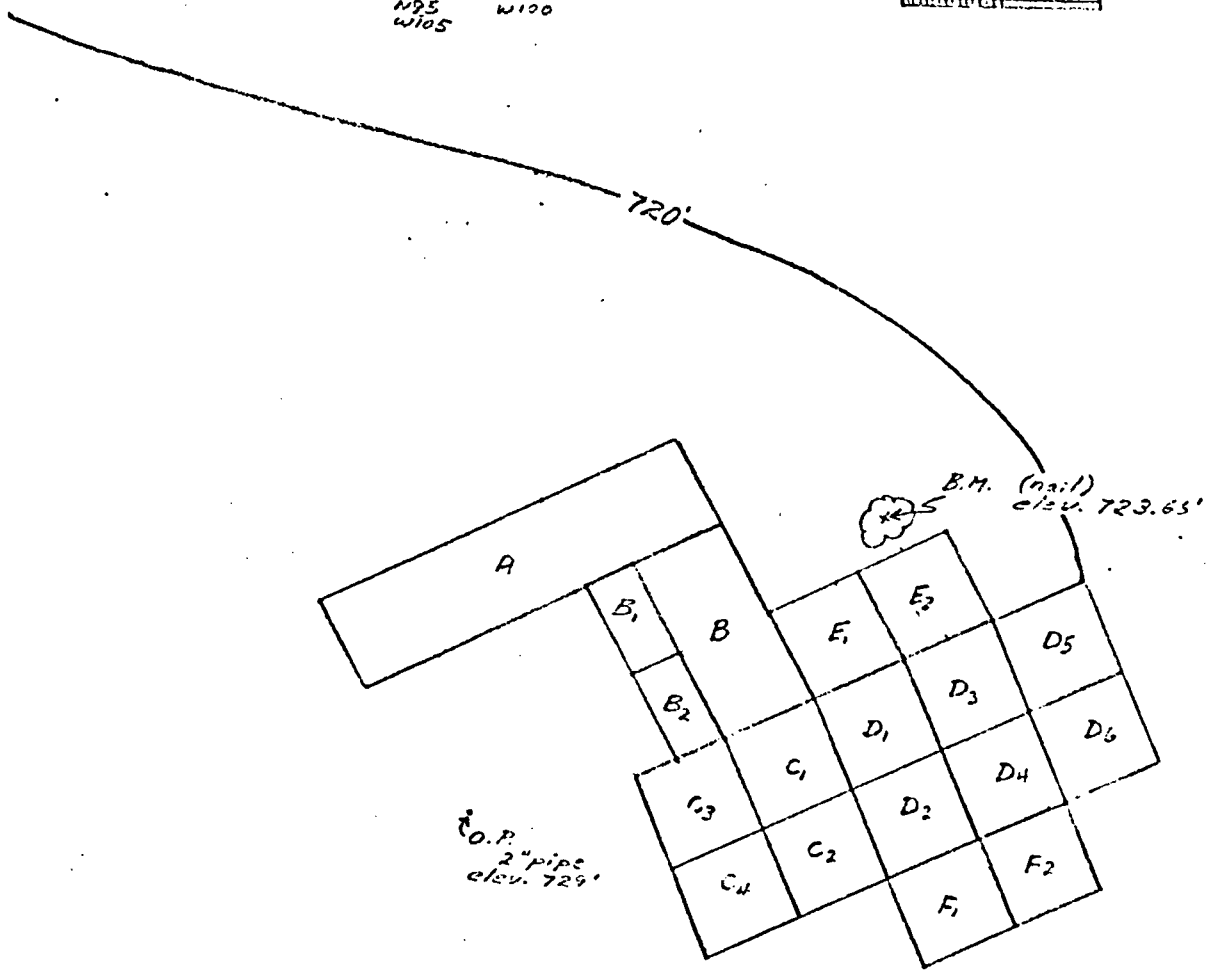 N95 W100
W105
720'
B.M. (nail)
elev. 723.65'
A
B₁
B
E₁
E₂
D₅
B₂
D₃
D₁
D₆
C₁
D₄
C₃
D₂
O.P.
2" pipe
elev. 729'
C₂
F2
C₄
F₁